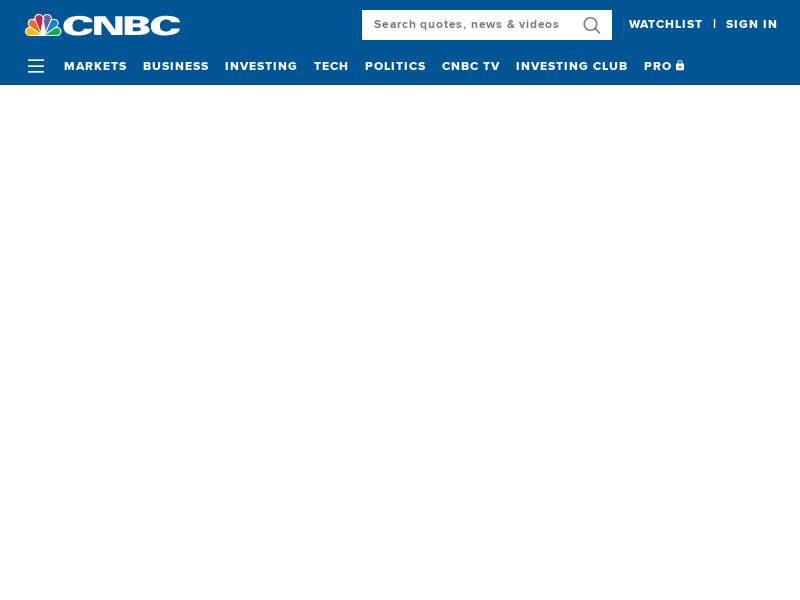 CNBC
Search quotes, news & videos
WATCHLIST | SIGN IN
MARKETS BUSINESS INVESTING TECH POLITICS CNBC TV INVESTING CLUB PRO